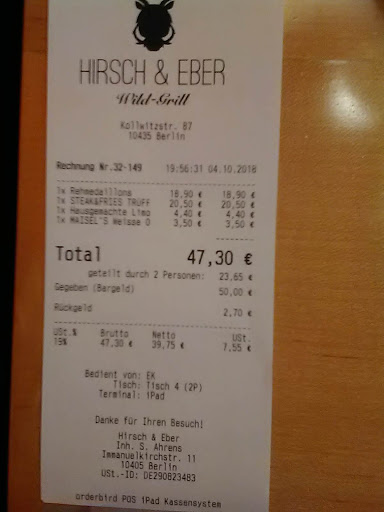 HIRSCH & EBER
Wild-Grill
Kollwitzstr. 87
10435 Berlin
Rechnung Nr.32-149 19:56:31 04.10.2018
1x Rehmedaillons 18,90 € 18,90 €
1x STEAK&FRIES TRUFF 20,50 € 20,50 €
1x Hausgemachte Limo 4,40 € 4,40 €
1x MAISEL'S Weisse O 3,50 € 3,50 €
Total 47,30 €
geteilt durch 2 Personen: 23,65 €
Gegeben (Bargeld) 50,00 €
Rückgeld 2,70 €
USt.% Brutto Netto USt.
19% 47,30 € 39,75 € 7,55 €
Bedient von: EK
Tisch: Tisch 4 (2P)
Terminal: iPad
Danke für Ihren Besuch!
Hirsch & Eber
Inh. S. Ahrens
Immanuelkirchstr. 11
10405 Berlin
USt.-ID: DE290823483
orderbird POS iPad Kassensystem